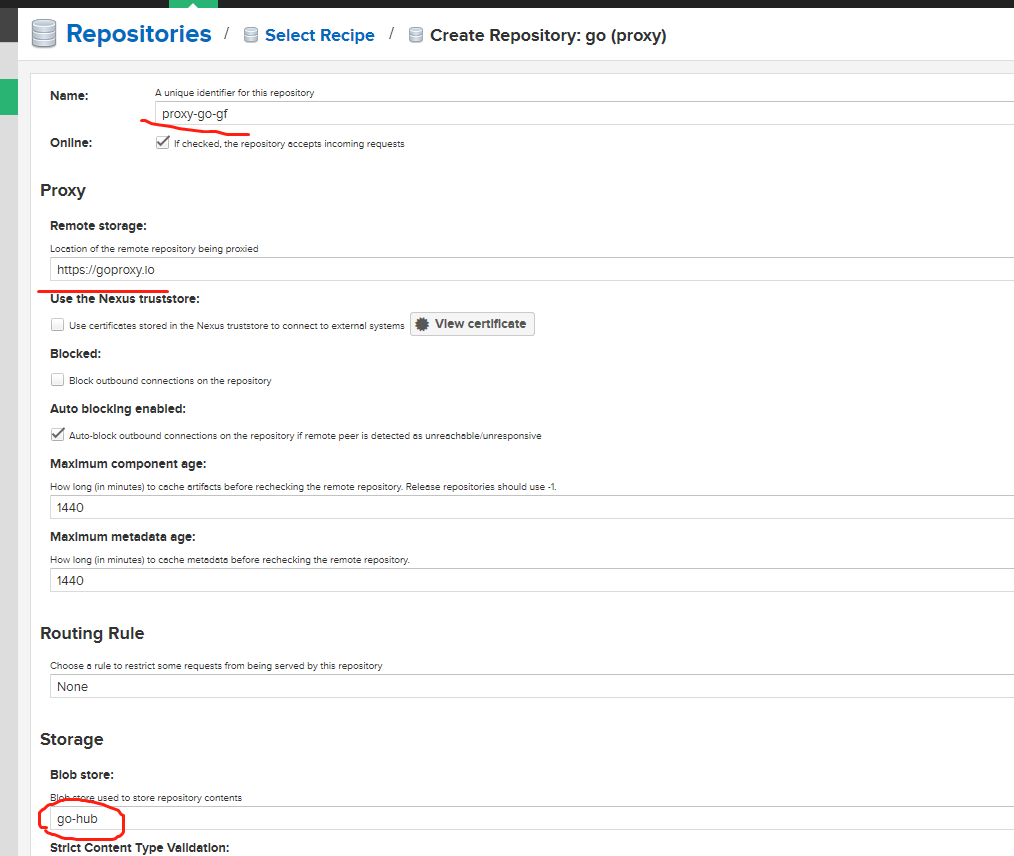 Repositories / Select Recipe / Create Repository: go (proxy)
Name:
A unique identifier for this repository
proxy-go-gf
Online:
If checked, the repository accepts incoming requests
Proxy
Remote storage:
Location of the remote repository being proxied
https://goproxy.io
Use the Nexus truststore:
Use certificates stored in the Nexus truststore to connect to external systems
View certificate
Blocked:
Block outbound connections on the repository
Auto blocking enabled:
Auto-block outbound connections on the repository if remote peer is detected as unreachable/unresponsive
Maximum component age:
How long (in minutes) to cache artifacts before rechecking the remote repository. Release repositories should use -1.
1440
Maximum metadata age:
How long (in minutes) to cache metadata before rechecking the remote repository.
1440
Routing Rule
Choose a rule to restrict some requests from being served by this repository
None
Storage
Blob store:
Blob store used to store repository contents
go-hub
Strict Content Type Validation: